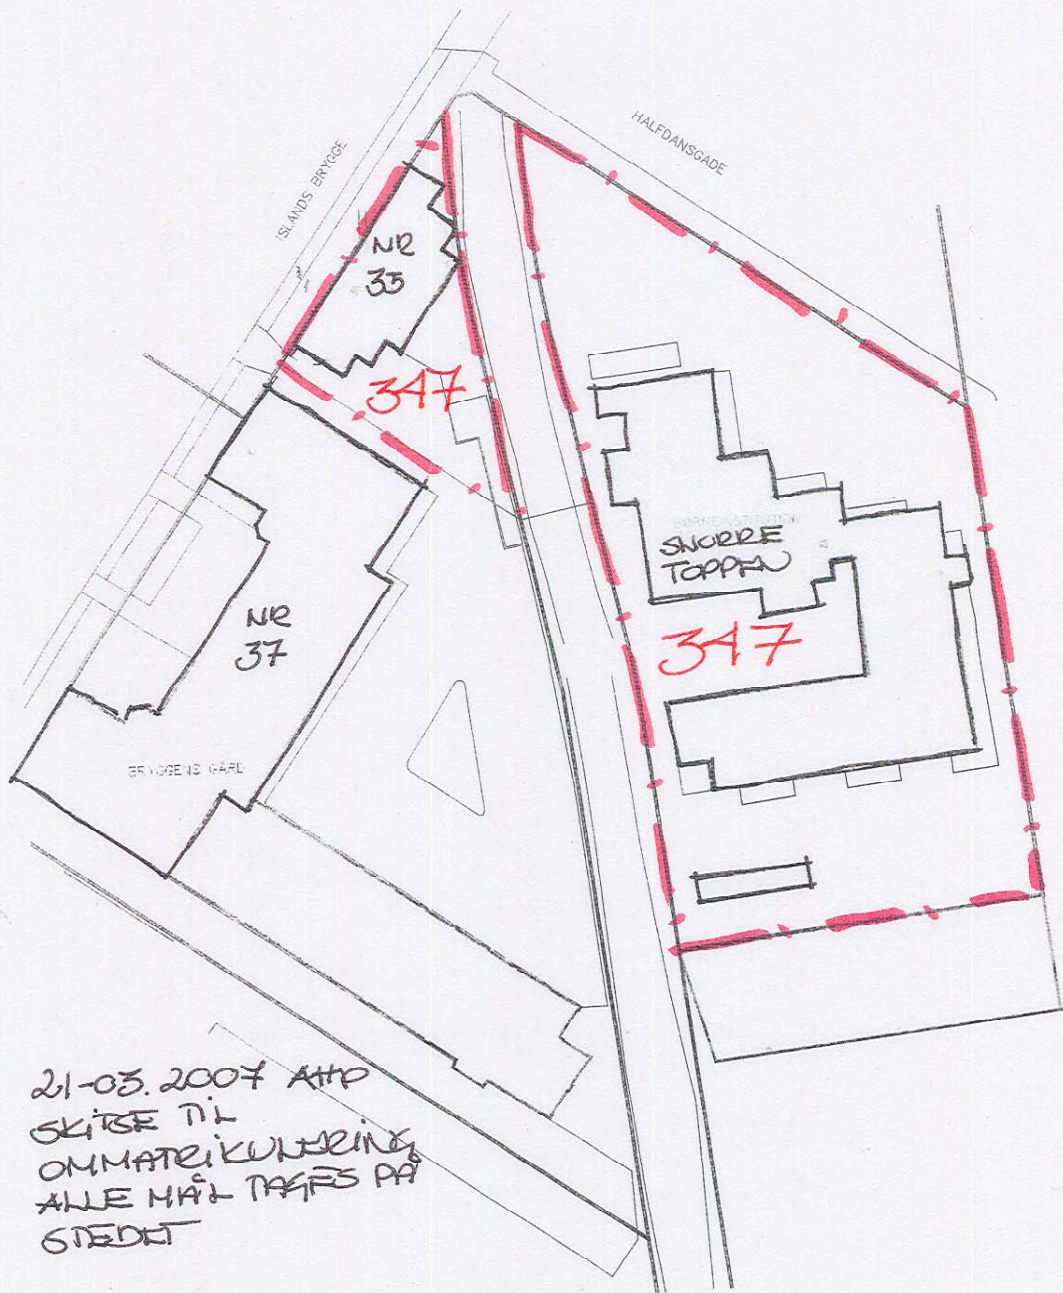 ISLANDS BRYGGE
HALFDANSGADE
NR
35
347
BØRNEINSTITUTION
SNORRE
TOPPEN
347
NR
37
BRYGGENS GÅRD
21-03.2007
SKITSE TIL
OMMATRIKULERING
ALLE MÅL TAGES PÅ
STEDET